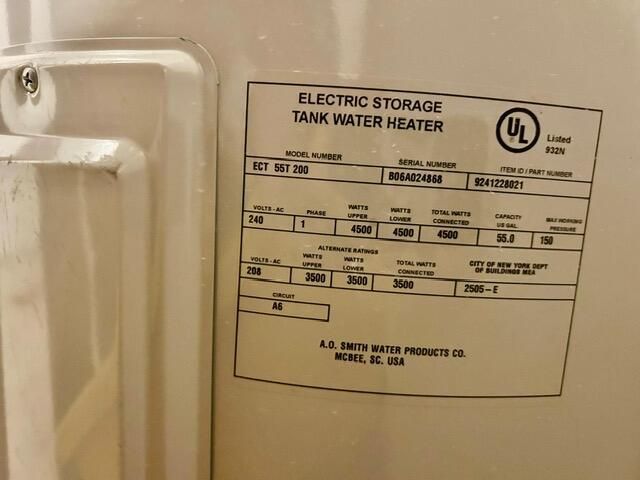 ELECTRIC STORAGE
TANK WATER HEATER
UL
Listed
932N
MODEL NUMBER SERIAL NUMBER ITEM ID / PART NUMBER
ECT 55T 200 B06A024868 9241228021
VOLTS - AC PHASE WATTS UPPER WATTS LOWER TOTAL WATTS CONNECTED CAPACITY US GAL. MAX WORKING PRESSURE
240 1 4500 4500 4500 55.0 150
ALTERNATE RATINGS
VOLTS - AC WATTS UPPER WATTS LOWER TOTAL WATTS CONNECTED CITY OF NEW YORK DEPT OF BUILDINGS MEA
208 3500 3500 3500 2505-E
CIRCUIT
A6
A.O. SMITH WATER PRODUCTS CO.
MCBEE, SC. USA